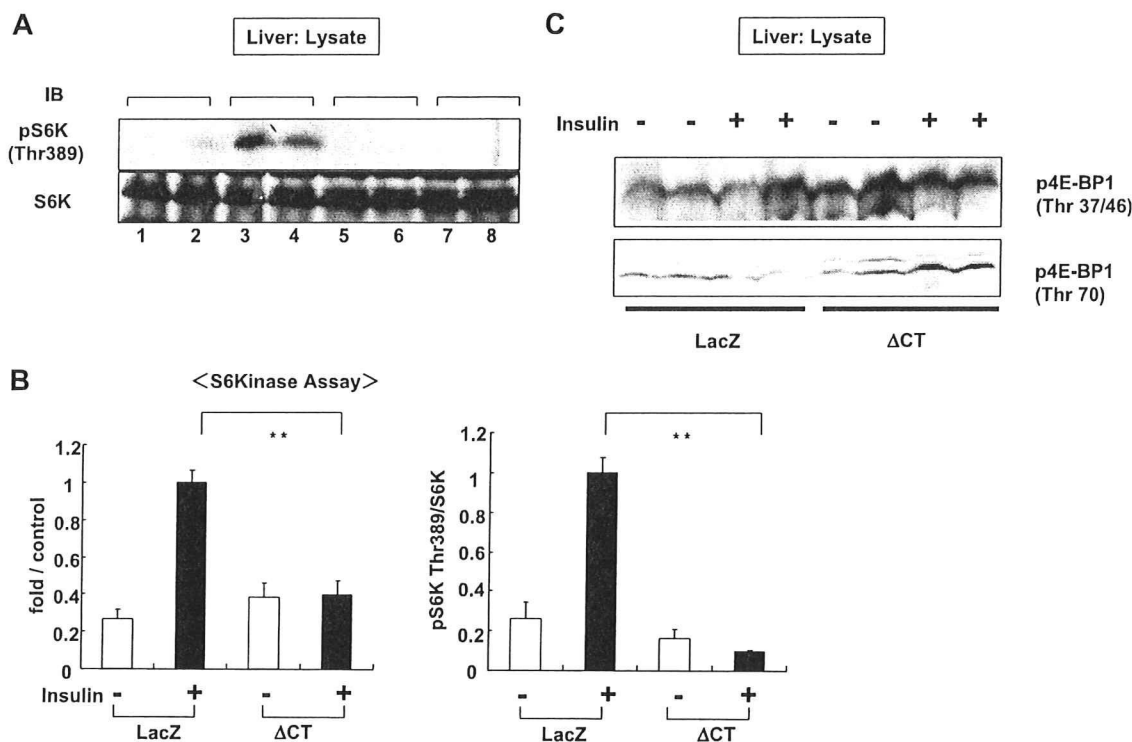 A
Liver: Lysate
IB
pS6K
(Thr389)
S6K
1 2 3 4 5 6 7 8
C
Liver: Lysate
Insulin - - + + - - + +
p4E-BP1
(Thr 37/46)
p4E-BP1
(Thr 70)
LacZ ΔCT
B
<S6Kinase Assay>
**
fold / control
1.2
1
0.8
0.6
0.4
0.2
0
Insulin - + - +
LacZ ΔCT
**
pS6K Thr389/S6K
1.2
1
0.8
0.6
0.4
0.2
0
- + - +
LacZ ΔCT